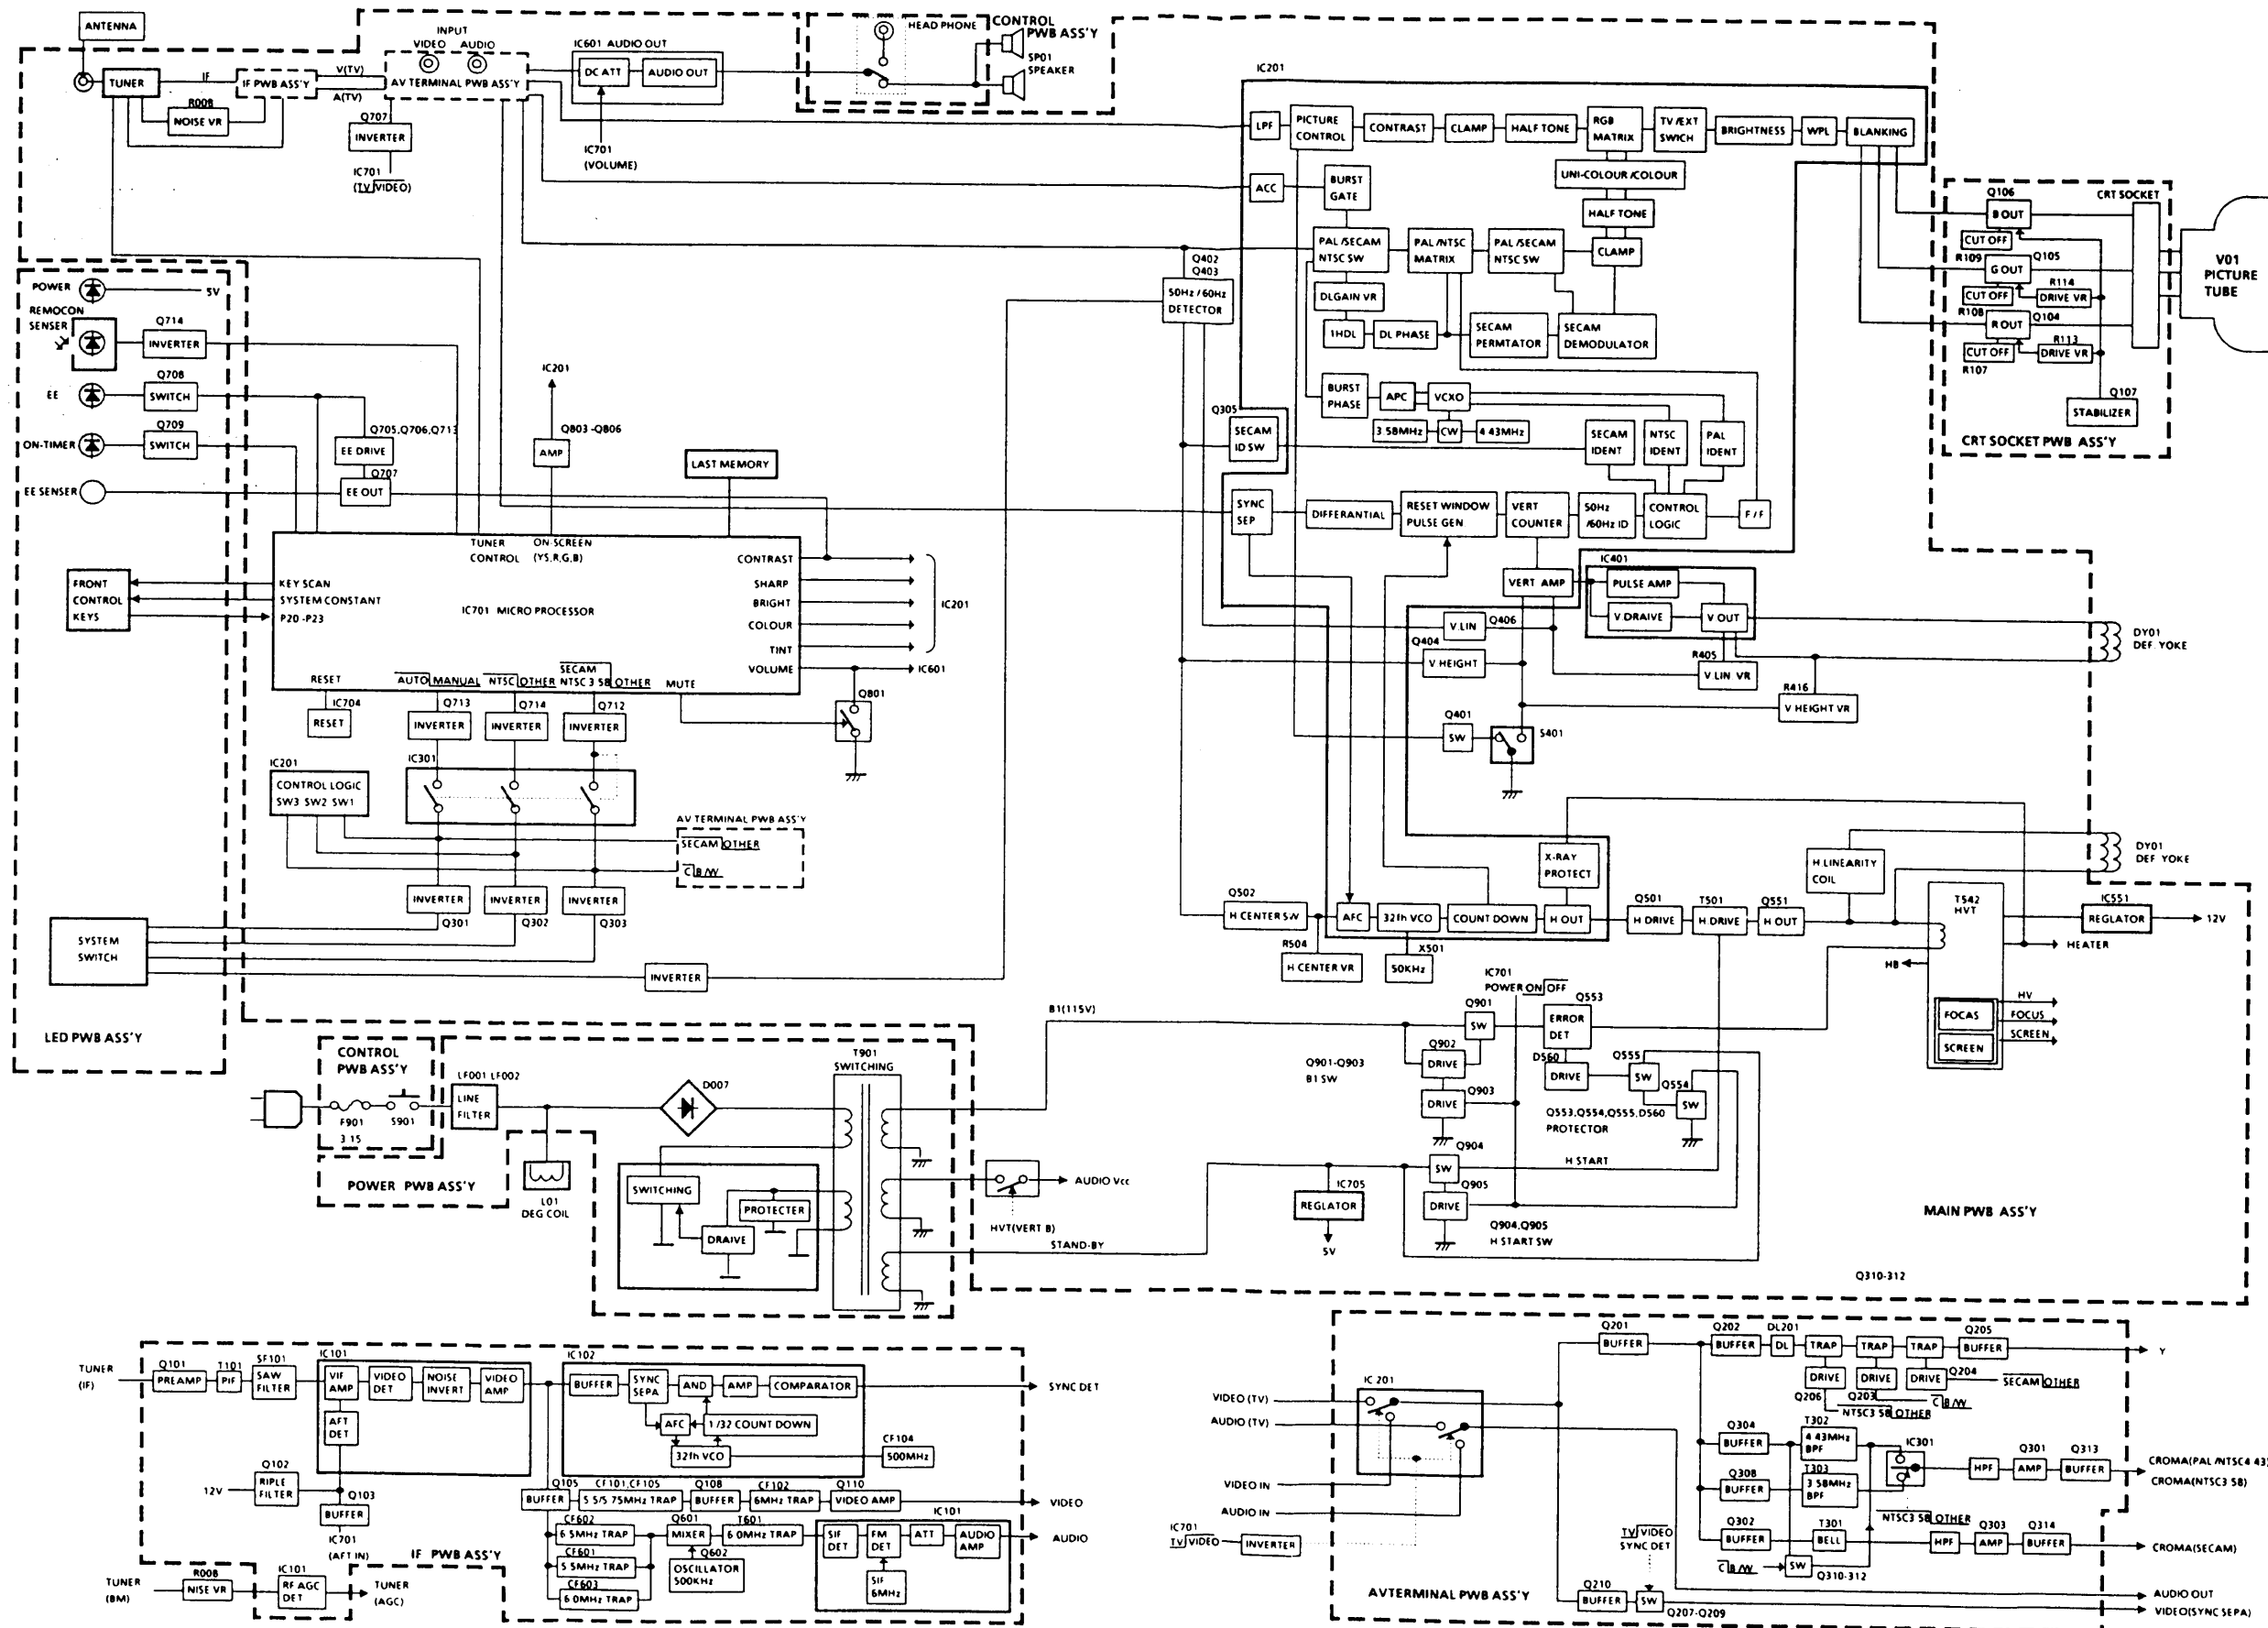 ANTENNA
TUNER
IF
IF PWB ASS'Y
R008
NOISE VR
V(TV)
A(TV)
INPUT
VIDEO AUDIO
AV TERMINAL PWB ASS'Y
Q707
INVERTER
IC701
(TV/VIDEO)
IC601 AUDIO OUT
DC ATT
AUDIO OUT
IC701
(VOLUME)
HEAD PHONE
CONTROL
PWB ASS'Y
SP01
SPEAKER
IC201
LPF
PICTURE
CONTROL
CONTRAST
CLAMP
HALF TONE
RGB
MATRIX
TV/EXT
SWICH
BRIGHTNESS
WPL
BLANKING
UNI-COLOUR/COLOUR
HALF TONE
CLAMP
ACC
BURST
GATE
PAL/SECAM
NTSC SW
PAL/NTSC
MATRIX
PAL/SECAM
NTSC SW
DLGAIN VR
1HDL
DL PHASE
SECAM
PERMTATOR
SECAM
DEMODULATOR
Q402
Q403
50Hz/60Hz
DETECTOR
BURST
PHASE
APC
VCXO
3 58MHz
CW
4 43MHz
Q305
SECAM
ID SW
SECAM
IDENT
NTSC
IDENT
PAL
IDENT
SYNC
SEP
DIFFERANTIAL
RESET WINDOW
PULSE GEN
VERT
COUNTER
50Hz
/60Hz ID
CONTROL
LOGIC
F/F
CRT SOCKET
Q106
B OUT
CUT OFF
R109
Q105
G OUT
CUT OFF
R114
DRIVE VR
R108
Q104
R OUT
CUT OFF
R107
R113
DRIVE VR
Q107
STABILIZER
CRT SOCKET PWB ASS'Y
V01
PICTURE
TUBE
POWER
5V
REMOCON
SENSER
Q714
INVERTER
EE
Q708
SWITCH
ON-TIMER
Q709
SWITCH
Q705,Q706,Q713
EE DRIVE
Q707
EE OUT
EE SENSER
IC201
Q803 -Q806
AMP
LAST MEMORY
FRONT
CONTROL
KEYS
KEY SCAN
SYSTEM CONSTANT
P20 -P23
TUNER
CONTROL
ON-SCREEN
(YS,R,G,B)
IC701 MICRO PROCESSOR
CONTRAST
SHARP
BRIGHT
COLOUR
TINT
VOLUME
IC201
IC601
RESET
AUTO MANUAL
NTSC OTHER
SECAM
NTSC 3 58 OTHER
MUTE
IC704
RESET
Q713
INVERTER
Q714
INVERTER
Q712
INVERTER
Q801
IC201
CONTROL LOGIC
SW3 SW2 SW1
IC301
AV TERMINAL PWB ASS'Y
SECAM OTHER
C B/W
INVERTER
Q301
INVERTER
Q302
INVERTER
Q303
SYSTEM
SWITCH
INVERTER
LED PWB ASS'Y
VERT AMP
IC401
PULSE AMP
V.DRAIVE
V OUT
V.LIN
Q406
Q404
V HEIGHT
R405
V LIN VR
R416
V HEIGHT VR
Q401
SW
S401
DY01
DEF YOKE
DY01
DEF YOKE
X-RAY
PROTECT
H LINEARITY
COIL
Q502
H CENTER SW
AFC
32fh VCO
COUNT DOWN
H OUT
Q501
H DRIVE
T501
H DRIVE
Q551
H OUT
R504
H CENTER VR
X501
50KHz
T542
HVT
IC551
REGLATOR
12V
HEATER
HB
HV
FOCUS
SCREEN
FOCAS
SCREEN
CONTROL
PWB ASS'Y
F901
3 15
S901
LF001 LF002
LINE
FILTER
POWER PWB ASS'Y
L01
DEG COIL
D007
T901
SWITCHING
SWITCHING
PROTECTER
DRAIVE
B1(115V)
AUDIO Vcc
HVT(VERT B)
STAND-BY
Q901
SW
Q902
DRIVE
Q903
DRIVE
Q901-Q903
B1 SW
IC701
POWER ON OFF
Q553
ERROR
DET
D560
DRIVE
Q555
SW
Q554
SW
Q553,Q554,Q555,D560
PROTECTOR
Q904
SW
H START
Q905
DRIVE
Q904,Q905
H START SW
IC705
REGLATOR
5V
MAIN PWB ASS'Y
Q310-312
TUNER
(IF)
Q101
PREAMP
T101
PIF
SF101
SAW
FILTER
IC101
VIF
AMP
VIDEO
DET
NOISE
INVERT
VIDEO
AMP
AFT
DET
Q102
12V
RIPLE
FILTER
Q103
BUFFER
IC701
(AFT IN)
IF PWB ASS'Y
TUNER
(BM)
R008
NISE VR
IC101
RF AGC
DET
TUNER
(AGC)
IC102
BUFFER
SYNC
SEPA
AND
AMP
COMPARATOR
SYNC DET
AFC
1/32 COUNT DOWN
32fh VCO
CF104
500MHz
Q105
BUFFER
CF101,CF105
5 5/5 75MHz TRAP
Q108
BUFFER
CF102
6MHz TRAP
Q110
VIDEO AMP
VIDEO
CF602
6 5MHz TRAP
CF601
5 5MHz TRAP
CF603
6 0MHz TRAP
Q601
MIXER
T601
6 0MHz TRAP
Q602
OSCILLATOR
500KHz
IC101
SIF
DET
FM
DET
ATT
AUDIO
AMP
SIF
6MHz
AUDIO
VIDEO (TV)
AUDIO (TV)
VIDEO IN
AUDIO IN
IC 201
IC701
TV/VIDEO
INVERTER
Q201
BUFFER
Q202
BUFFER
DL201
DL
TRAP
TRAP
TRAP
Q205
BUFFER
Y
DRIVE
Q206
DRIVE
Q203
DRIVE
Q204
SECAM OTHER
C B/W
NTSC3 58 OTHER
Q304
BUFFER
T302
4 43MHz
BPF
Q308
BUFFER
T303
3 58MHz
BPF
IC301
HPF
Q301
AMP
Q313
BUFFER
CROMA(PAL/NTSC4 43)
CROMA(NTSC3 58)
NTSC3 58 OTHER
Q302
BUFFER
T301
BELL
HPF
Q303
AMP
Q314
BUFFER
CROMA(SECAM)
TV/VIDEO
SYNC DET
C B/W
SW
Q310-312
Q210
BUFFER
SW
Q207-Q209
AUDIO OUT
VIDEO(SYNC SEPA)
AVTERMINAL PWB ASS'Y